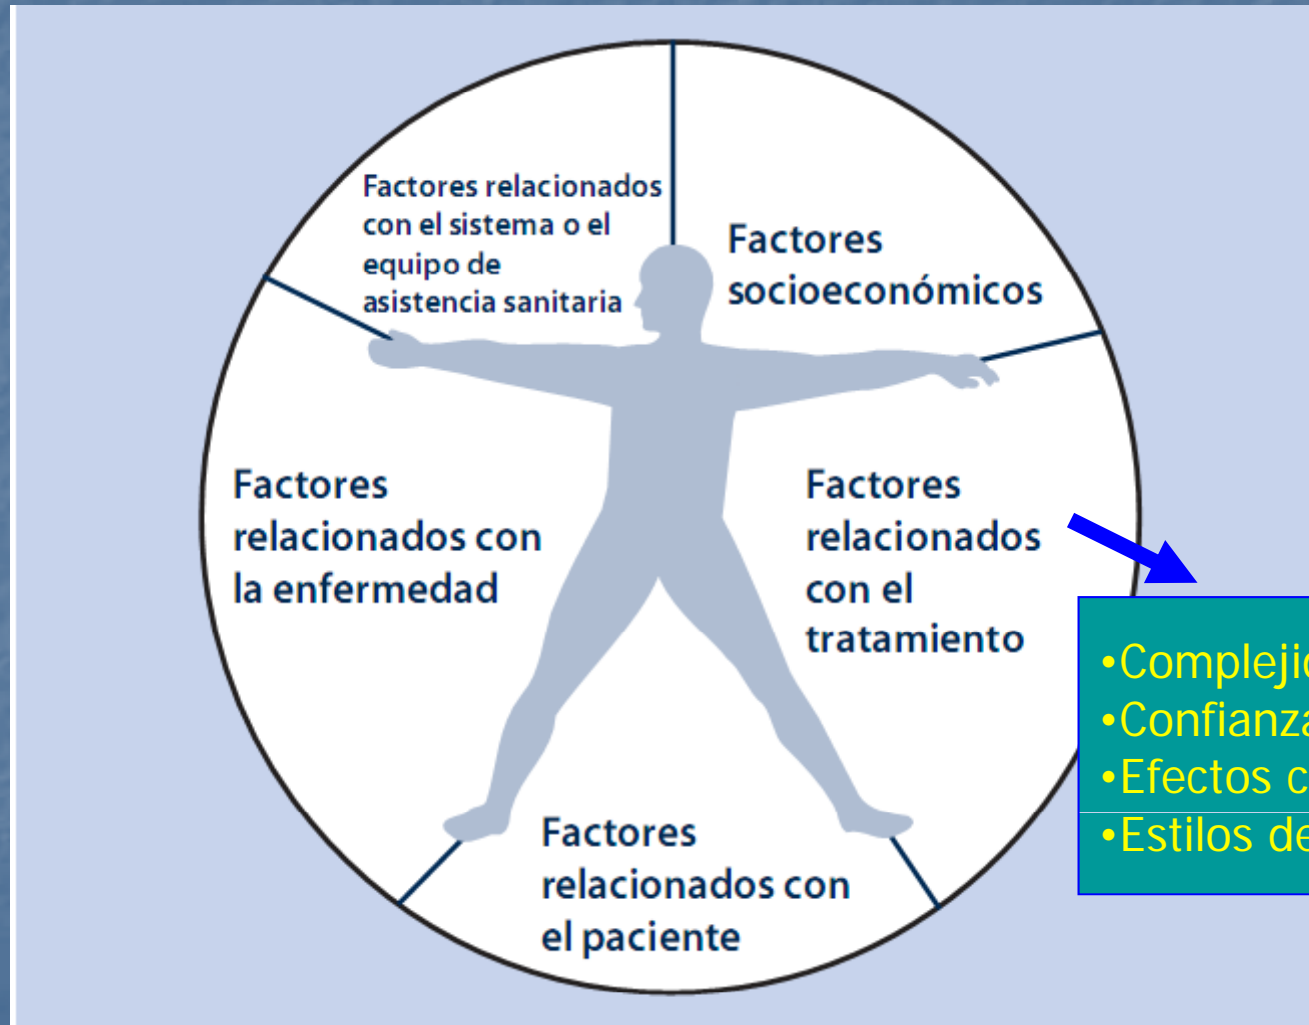 Factores relacionados
con el sistema o el
equipo de
asistencia sanitaria
Factores
socioeconómicos
Factores
relacionados con
la enfermedad
Factores
relacionados
con el
tratamiento
•Confianza
•Efectos
•Estilos de
Factores
relacionados con
el paciente